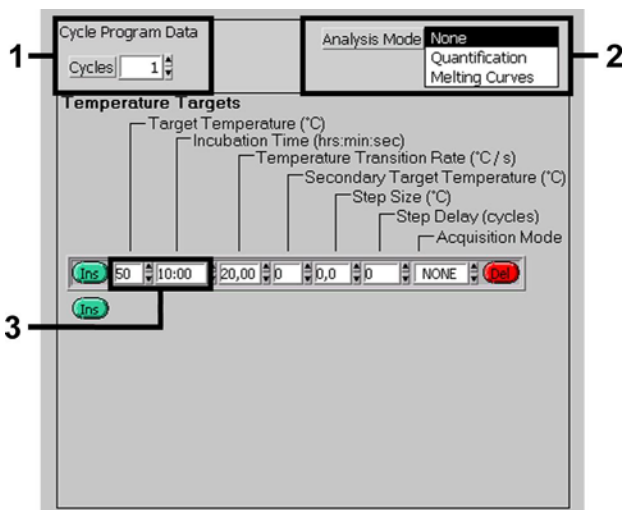 Cycle Program Data
Cycles 1
Analysis Mode None
Quantification
Melting Curves
1
2
Temperature Targets
Target Temperature (°C)
Incubation Time (hrs:min:sec)
Temperature Transition Rate (°C / s)
Secondary Target Temperature (°C)
Step Size (°C)
Step Delay (cycles)
Acquisition Mode
Ins 50 10:00 20,00 0 0,0 0 NONE Del
Ins
3